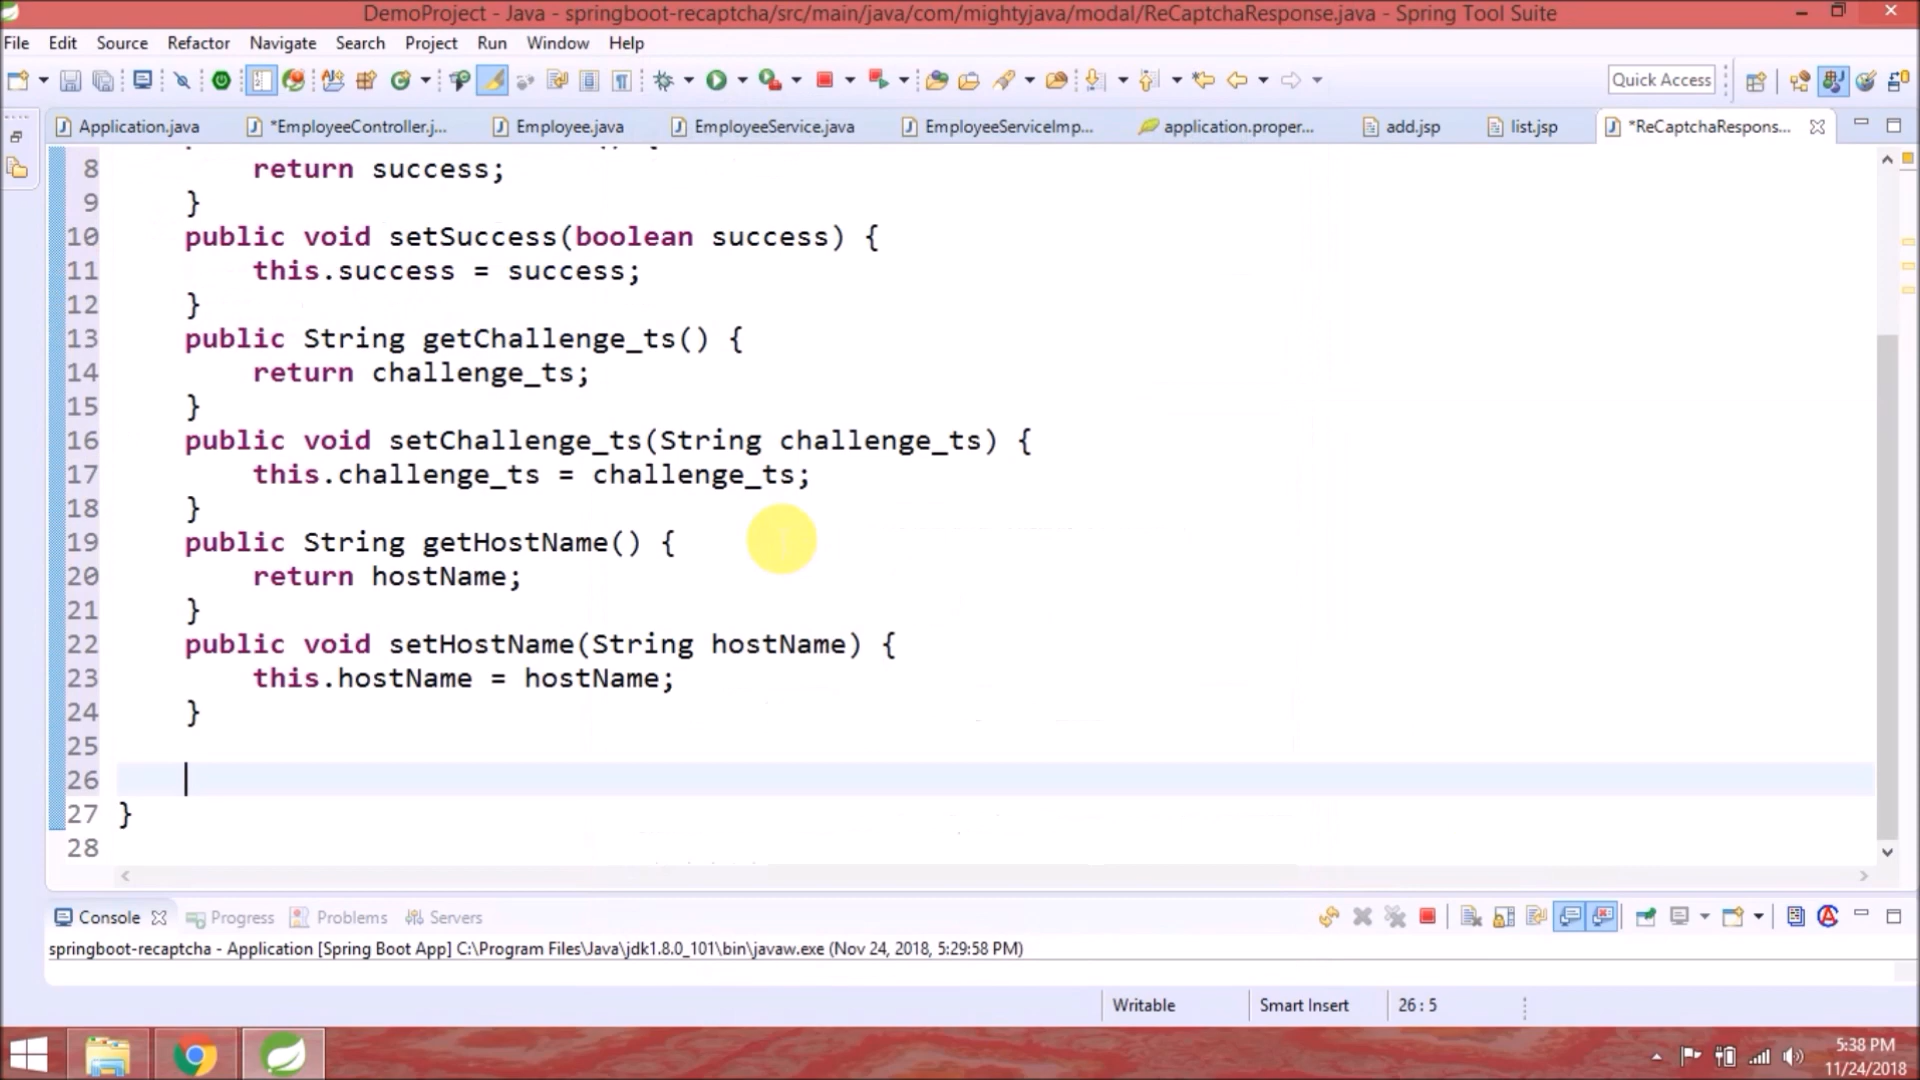 DemoProject - Java - springboot-recaptcha/src/main/java/com/mightyjava/modal/ReCaptchaResponse.java - Spring Tool Suite
File Edit Source Refactor Navigate Search Project Run Window Help
Quick Access
Application.java *EmployeeController.j... Employee.java EmployeeService.java EmployeeServiceImp... application.proper... add.jsp list.jsp *ReCaptchaRespons...
8 return success;
9 }
10 public void setSuccess(boolean success) {
11 this.success = success;
12 }
13 public String getChallenge_ts() {
14 return challenge_ts;
15 }
16 public void setChallenge_ts(String challenge_ts) {
17 this.challenge_ts = challenge_ts;
18 }
19 public String getHostName() {
20 return hostName;
21 }
22 public void setHostName(String hostName) {
23 this.hostName = hostName;
24 }
25
26
27 }
28
Console Progress Problems Servers
springboot-recaptcha - Application [Spring Boot App] C:\Program Files\Java\jdk1.8.0_101\bin\javaw.exe (Nov 24, 2018, 5:29:58 PM)
Writable Smart Insert 26 : 5
5:38 PM
11/24/2018